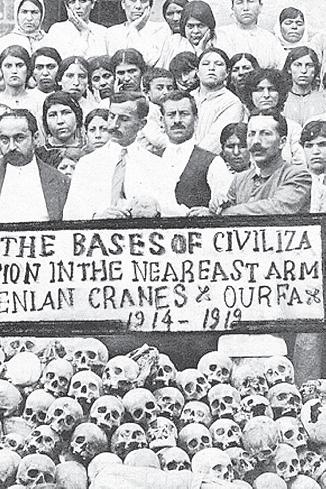 THE BASES OF CIVILIZA
TION IN THE NEAREAST ARM
ENIAN CRANES & OURFA &
1914 - 1919